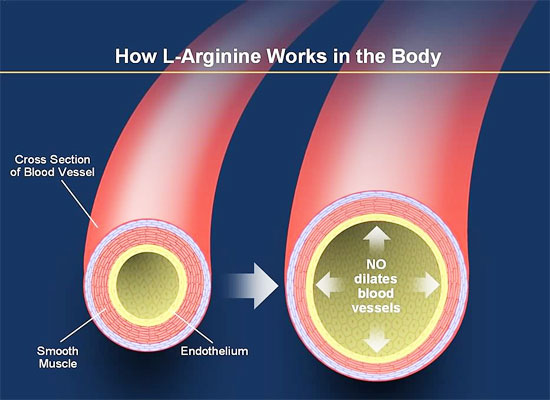 How L-Arginine Works in the Body
Cross Section
of Blood Vessel
Smooth
Muscle
Endothelium
NO
dilates
blood
vessels